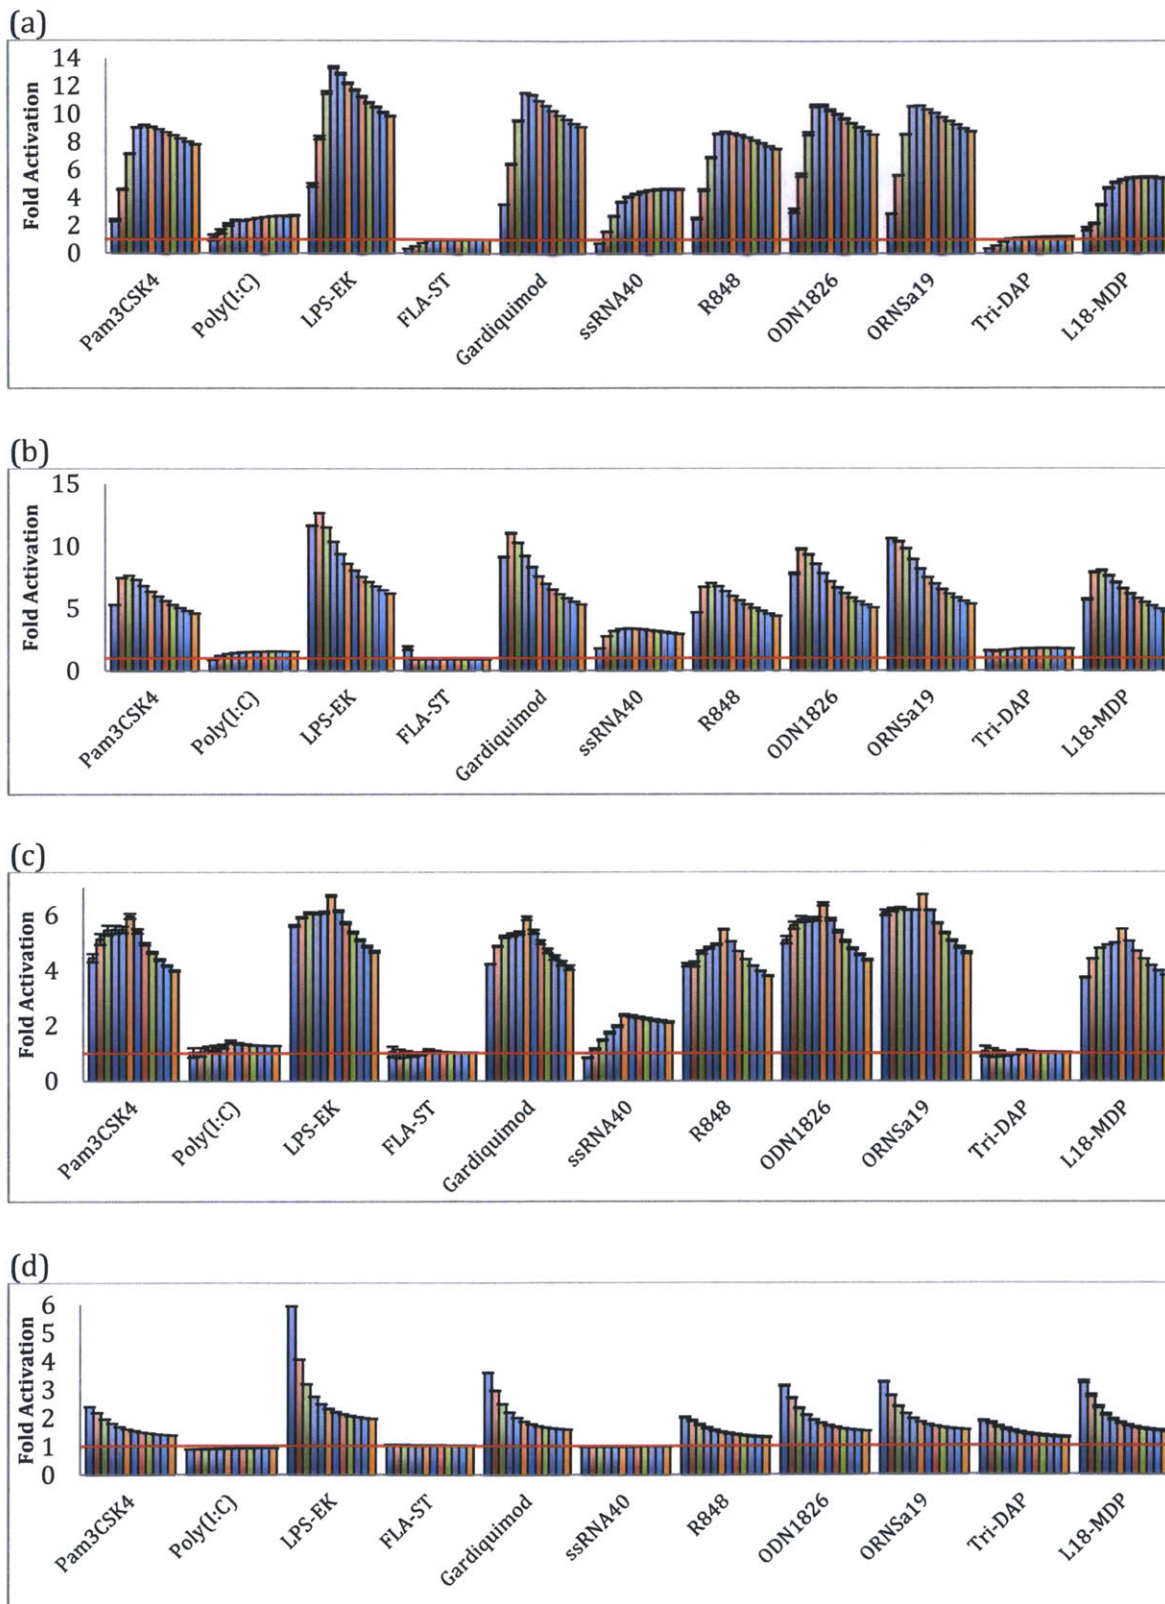 (a)
Fold Activation
14
12
10
8
6
4
2
0
Pam3CSK4
Poly(I:C)
LPS-EK
FLA-ST
Gardiquimod
ssRNA40
R848
ODN1826
ORNSa19
Tri-DAP
L18-MDP
(b)
Fold Activation
15
10
5
0
Pam3CSK4
Poly(I:C)
LPS-EK
FLA-ST
Gardiquimod
ssRNA40
R848
ODN1826
ORNSa19
Tri-DAP
L18-MDP
(c)
Fold Activation
6
4
2
0
Pam3CSK4
Poly(I:C)
LPS-EK
FLA-ST
Gardiquimod
ssRNA40
R848
ODN1826
ORNSa19
Tri-DAP
L18-MDP
(d)
Fold Activation
6
5
4
3
2
1
0
Pam3CSK4
Poly(I:C)
LPS-EK
FLA-ST
Gardiquimod
ssRNA40
R848
ODN1826
ORNSa19
Tri-DAP
L18-MDP